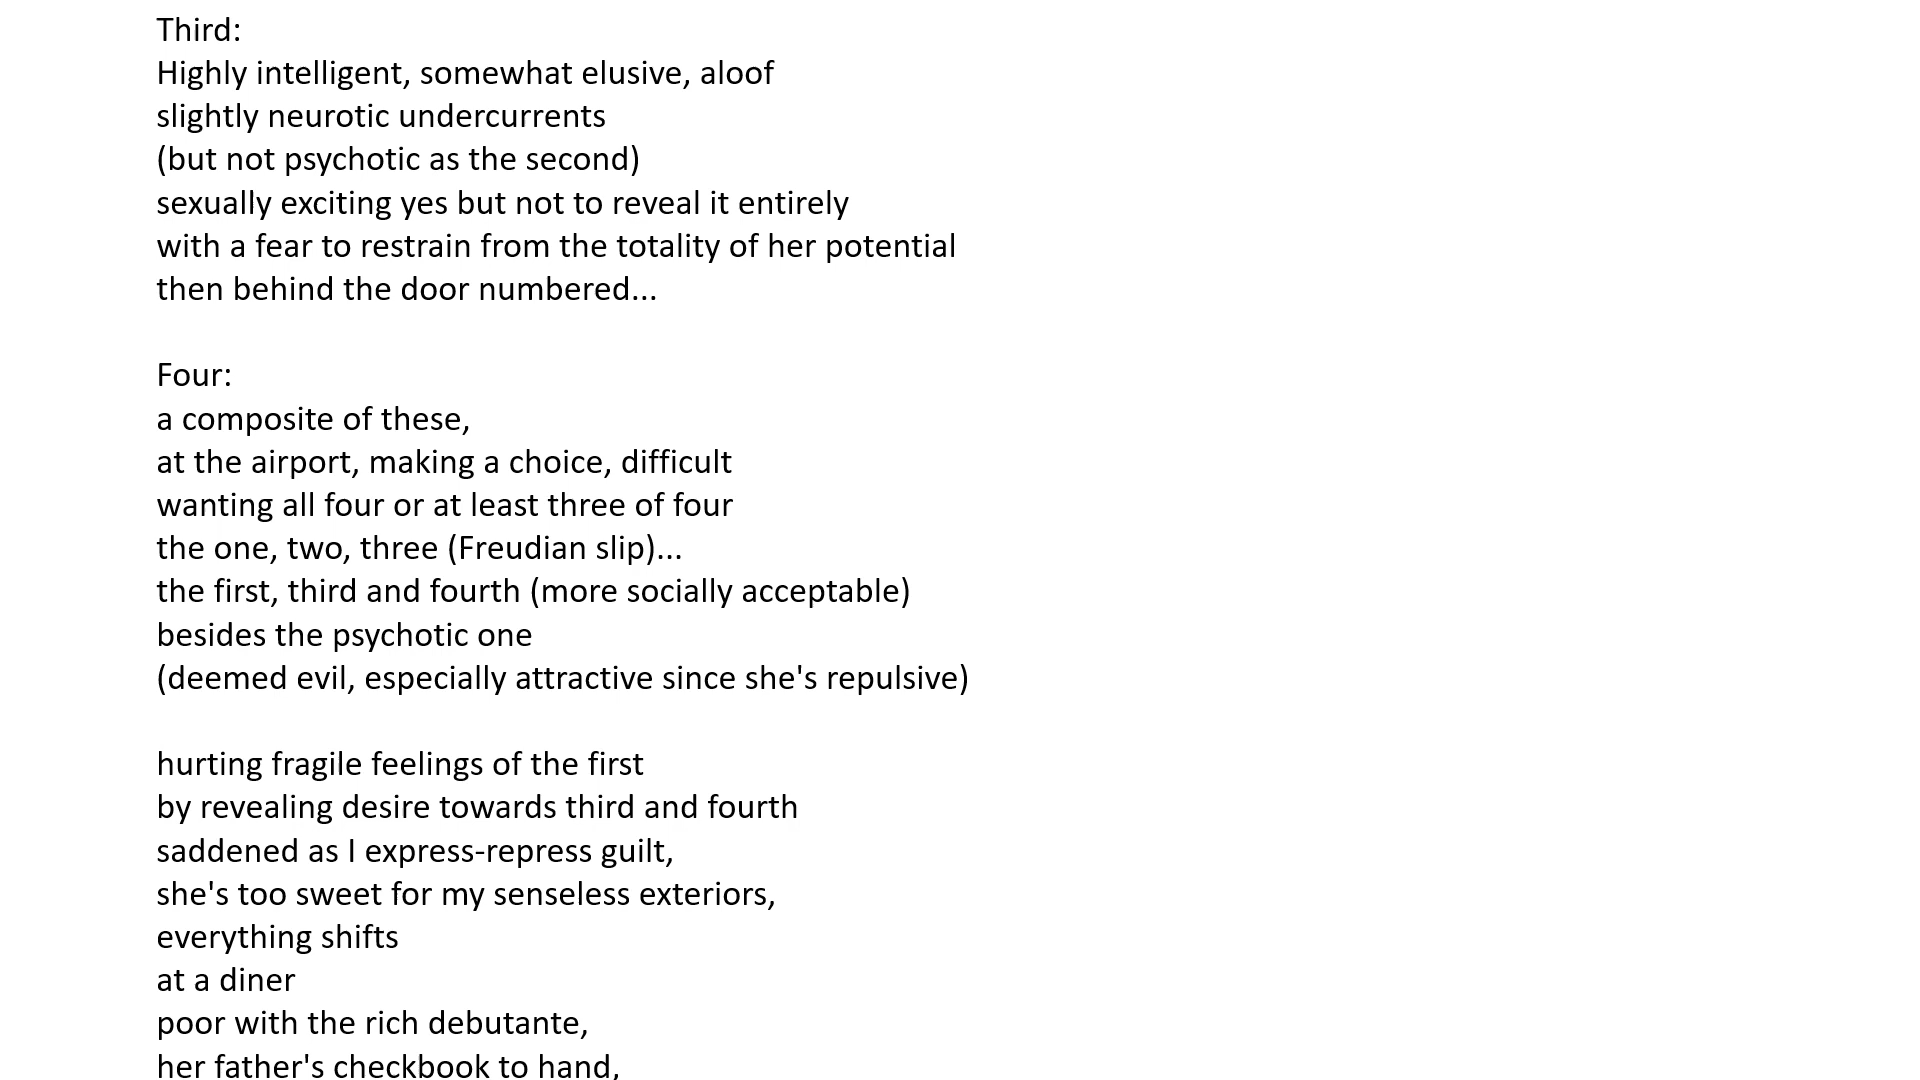 Third:
Highly intelligent, somewhat elusive, aloof
slightly neurotic undercurrents
(but not psychotic as the second)
sexually exciting yes but not to reveal it entirely
with a fear to restrain from the totality of her potential
then behind the door numbered...
Four:
a composite of these,
at the airport, making a choice, difficult
wanting all four or at least three of four
the one, two, three (Freudian slip)...
the first, third and fourth (more socially acceptable)
besides the psychotic one
(deemed evil, especially attractive since she's repulsive)
hurting fragile feelings of the first
by revealing desire towards third and fourth
saddened as I express-repress guilt,
she's too sweet for my senseless exteriors,
everything shifts
at a diner
poor with the rich debutante,
her father's checkbook to hand,